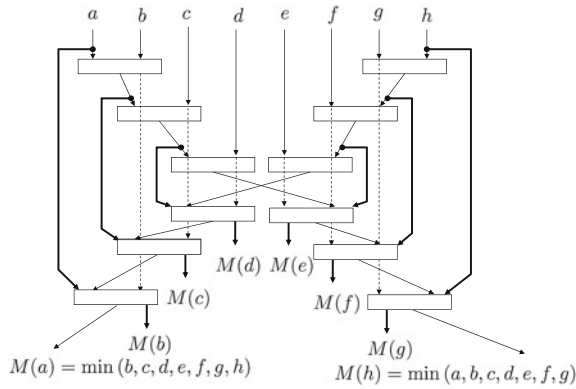 a b c d e f g h
M(d) M(e)
M(c) M(f)
M(b) M(g)
M(a) = min (b, c, d, e, f, g, h)
M(h) = min (a, b, c, d, e, f, g)